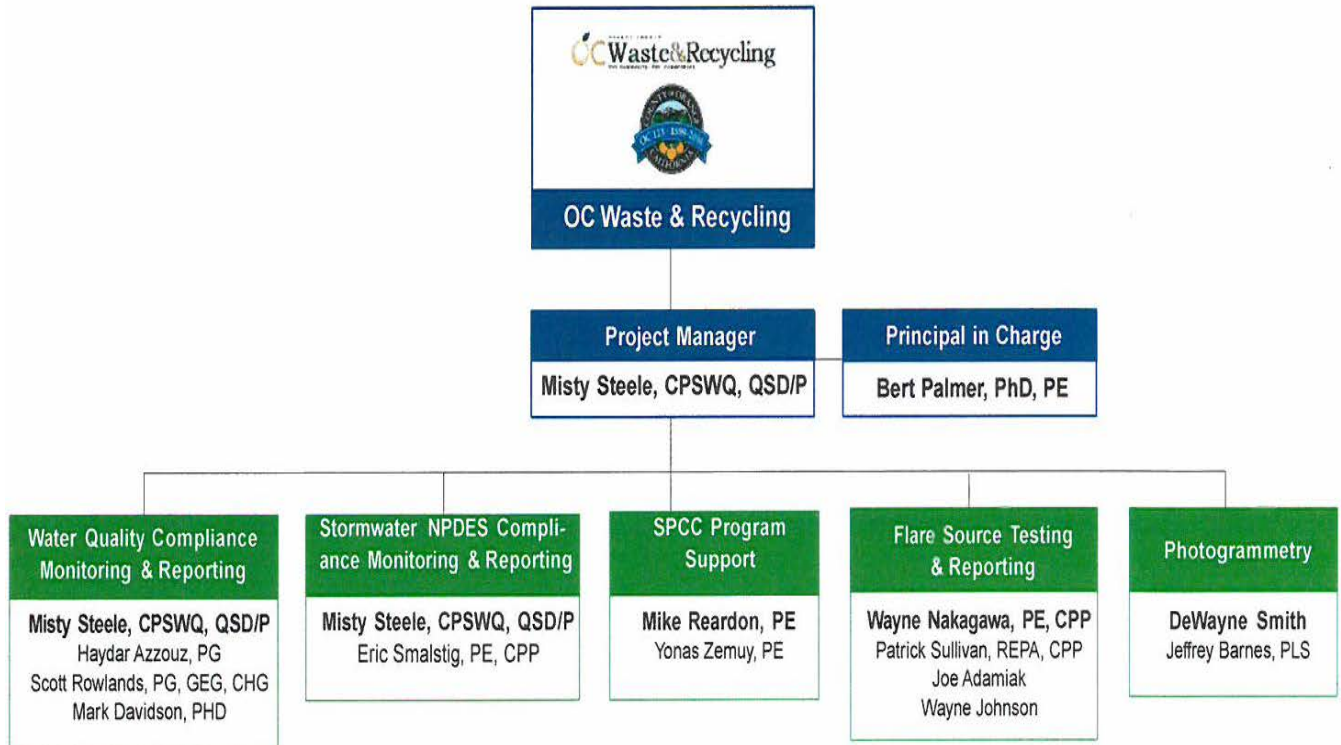 OC Waste&Recycling
COUNTY OF ORANGE
CALIFORNIA
OC Waste & Recycling
Project Manager
Misty Steele, CPSWQ, QSD/P
Principal in Charge
Bert Palmer, PhD, PE
Water Quality Compliance
Monitoring & Reporting
Misty Steele, CPSWQ, QSD/P
Haydar Azzouz, PG
Scott Rowlands, PG, GEG, CHG
Mark Davidson, PHD
Stormwater NPDES Compli-
ance Monitoring & Reporting
Misty Steele, CPSWQ, QSD/P
Eric Smalstig, PE, CPP
SPCC Program
Support
Mike Reardon, PE
Yonas Zemuy, PE
Flare Source Testing
& Reporting
Wayne Nakagawa, PE, CPP
Patrick Sullivan, REPA, CPP
Joe Adamiak
Wayne Johnson
Photogrammetry
DeWayne Smith
Jeffrey Barnes, PLS